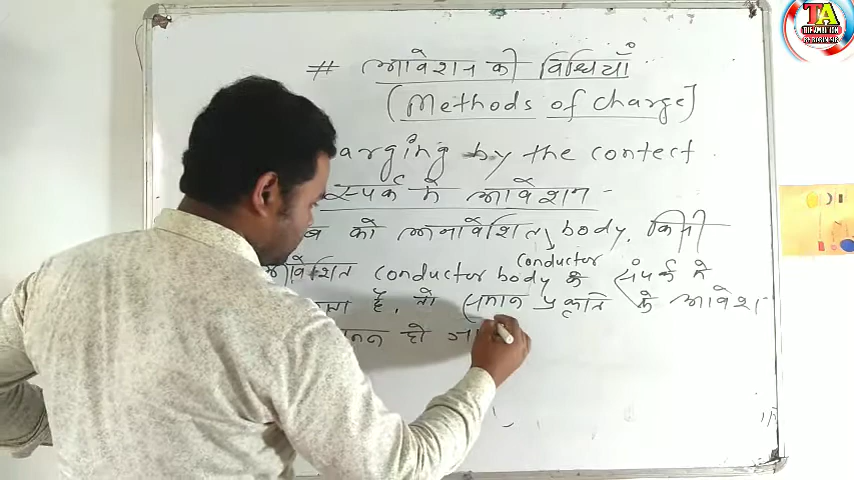 # आवेशन की विधियाँ
(Methods of charge)
arging by the contect
स्पर्क मे आवेशन -
ब को अनावेशित body, किसी
conductor
आवेशित conductor body के संपर्क मे
है, तो समान प्रकृति के आवेश
हो
TA